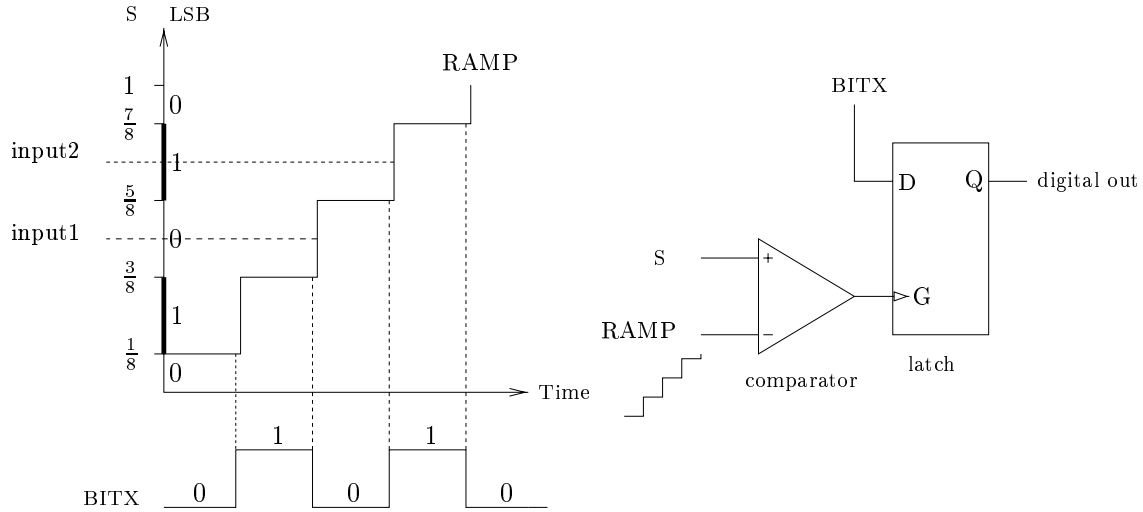 S LSB
RAMP
1
0
7/8
BITX
input2
1
5/8
D Q digital out
input1
0
S +
3/8
G
1
RAMP −
1/8
latch
0
comparator
Time
1 1
BITX 0 0 0